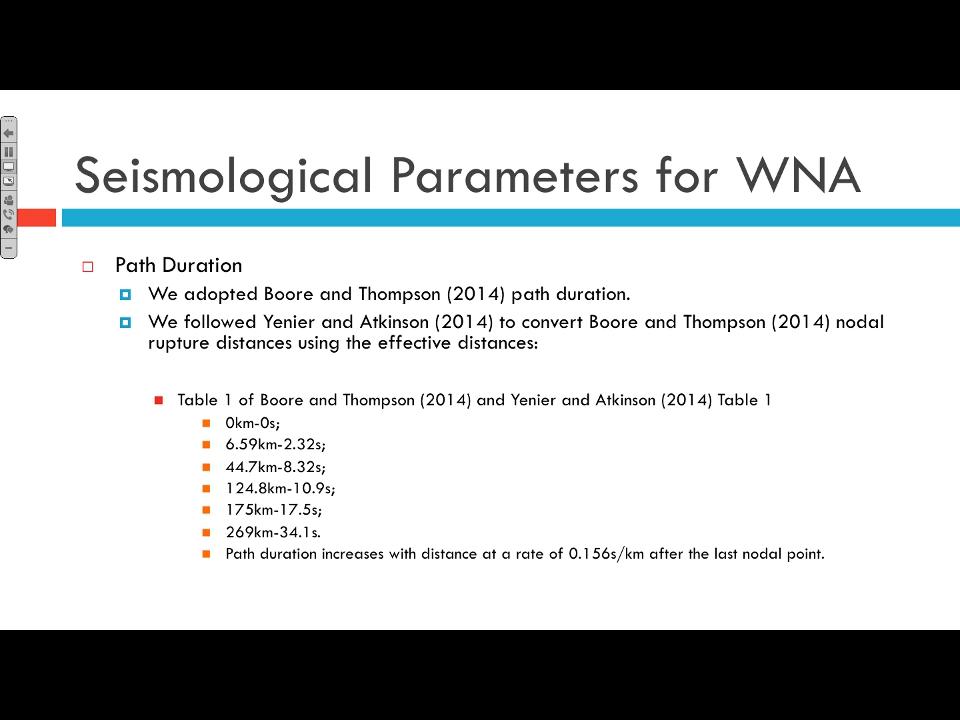 Seismological Parameters for WNA
Path Duration
We adopted Boore and Thompson (2014) path duration.
We followed Yenier and Atkinson (2014) to convert Boore and Thompson (2014) nodal
rupture distances using the effective distances:
Table 1 of Boore and Thompson (2014) and Yenier and Atkinson (2014) Table 1
0km-0s;
6.59km-2.32s;
44.7km-8.32s;
124.8km-10.9s;
175km-17.5s;
269km-34.1s.
Path duration increases with distance at a rate of 0.156s/km after the last nodal point.